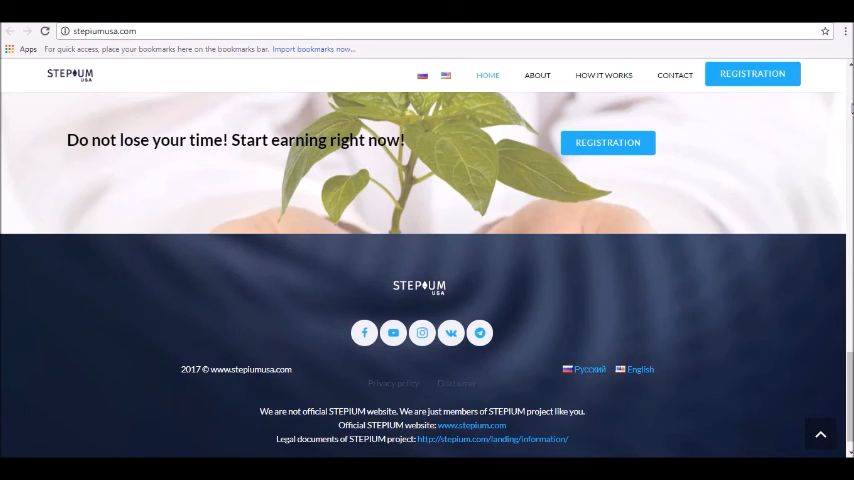 stepiumusa.com
Apps For quick access, place your bookmarks here on the bookmarks bar. Import bookmarks now...
STEPIUM
USA
HOME ABOUT HOW IT WORKS CONTACT REGISTRATION
Do not lose your time! Start earning right now! REGISTRATION
STEPIUM
USA
2017 © www.stepiumusa.com Русский English
Privacy policy Disclaimer
We are not official STEPIUM website. We are just members of STEPIUM project like you.
Official STEPIUM website: www.stepium.com
Legal documents of STEPIUM project: http://stepium.com/landing/information/